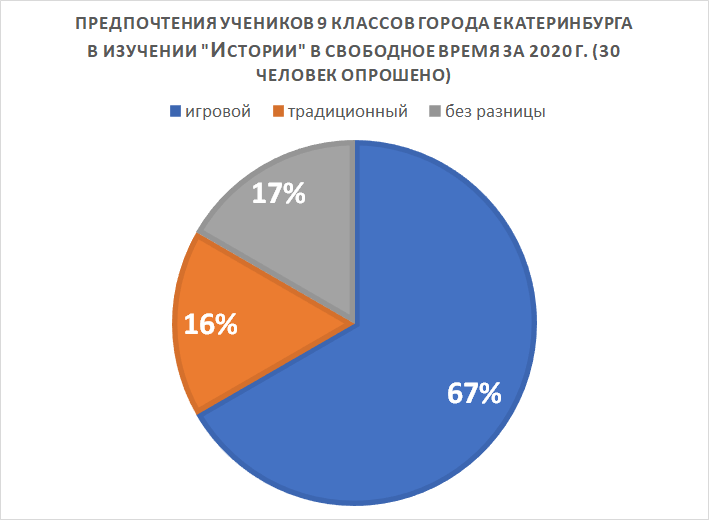 ПРЕДПОЧТЕНИЯ УЧЕНИКОВ 9 КЛАССОВ ГОРОДА ЕКАТЕРИНБУРГА
В ИЗУЧЕНИИ "ИСТОРИИ" В СВОБОДНОЕ ВРЕМЯ ЗА 2020 Г. (30
ЧЕЛОВЕК ОПРОШЕНО)
игровой традиционный без разницы
17%
16%
67%